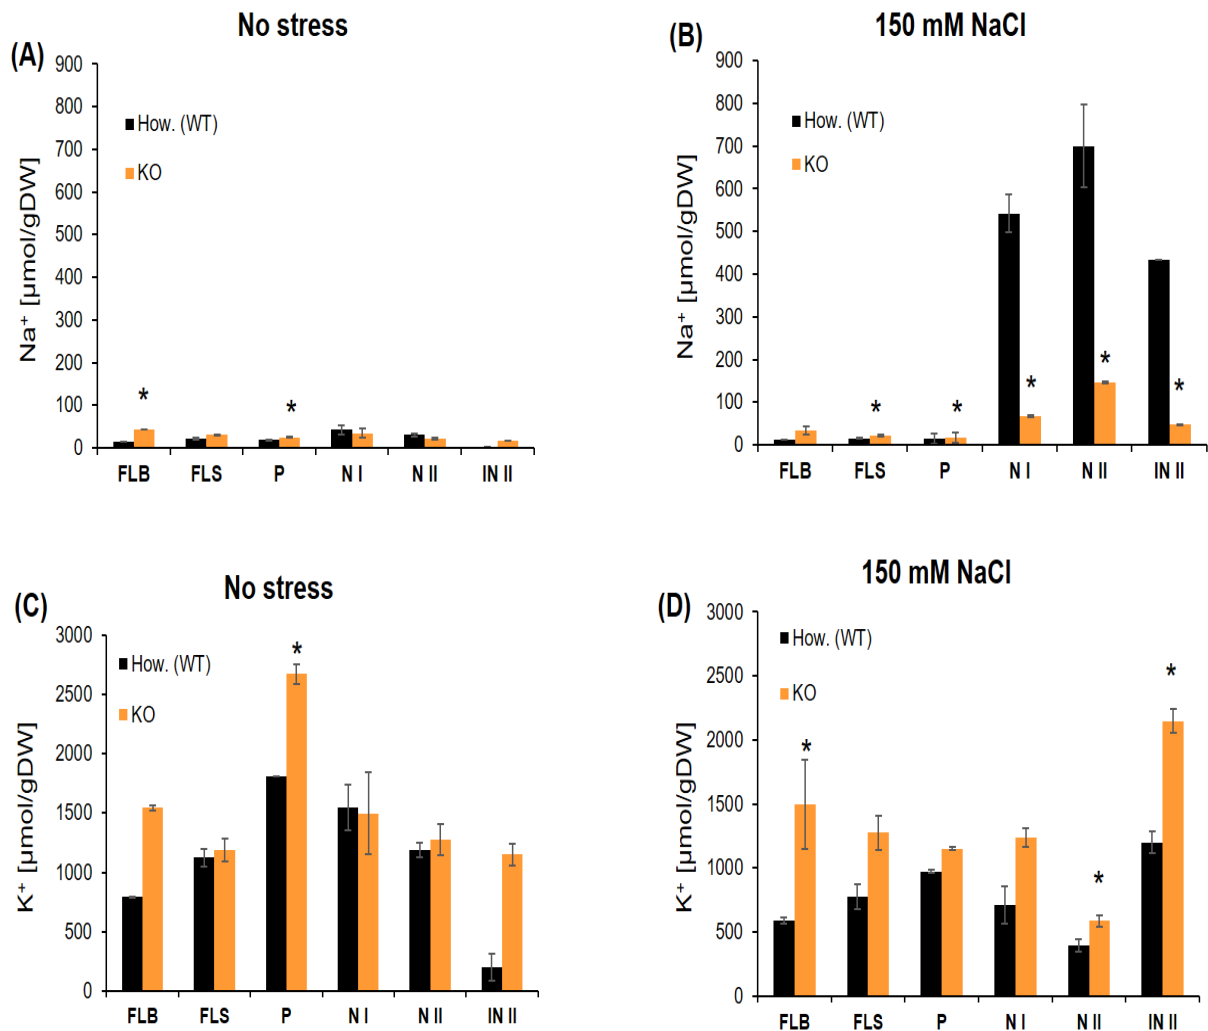 No stress
(A)
900
800
700
600
500
400
300
200
100
0
Na⁺ [µmol/gDW]
How. (WT)
KO
*
*
FLB FLS P N I N II IN II
150 mM NaCl
(B)
900
800
700
600
500
400
300
200
100
0
Na⁺ [µmol/gDW]
How. (WT)
KO
* * * * *
FLB FLS P N I N II IN II
No stress
(C)
3000
2500
2000
1500
1000
500
0
K⁺ [µmol/gDW]
How. (WT)
KO
*
FLB FLS P N I N II IN II
150 mM NaCl
(D)
3000
2500
2000
1500
1000
500
0
K⁺ [µmol/gDW]
How. (WT)
KO
* * *
FLB FLS P N I N II IN II